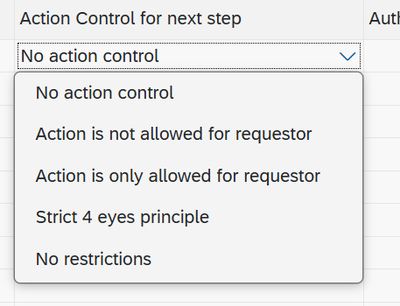 Action Control for next step
No action control
No action control
Action is not allowed for requestor
Action is only allowed for requestor
Strict 4 eyes principle
No restrictions